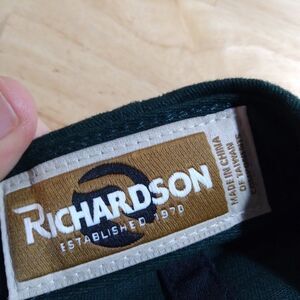 RICHARDSON
ESTABLISHED 1970
MADE IN CHINA
OF TAIWAN